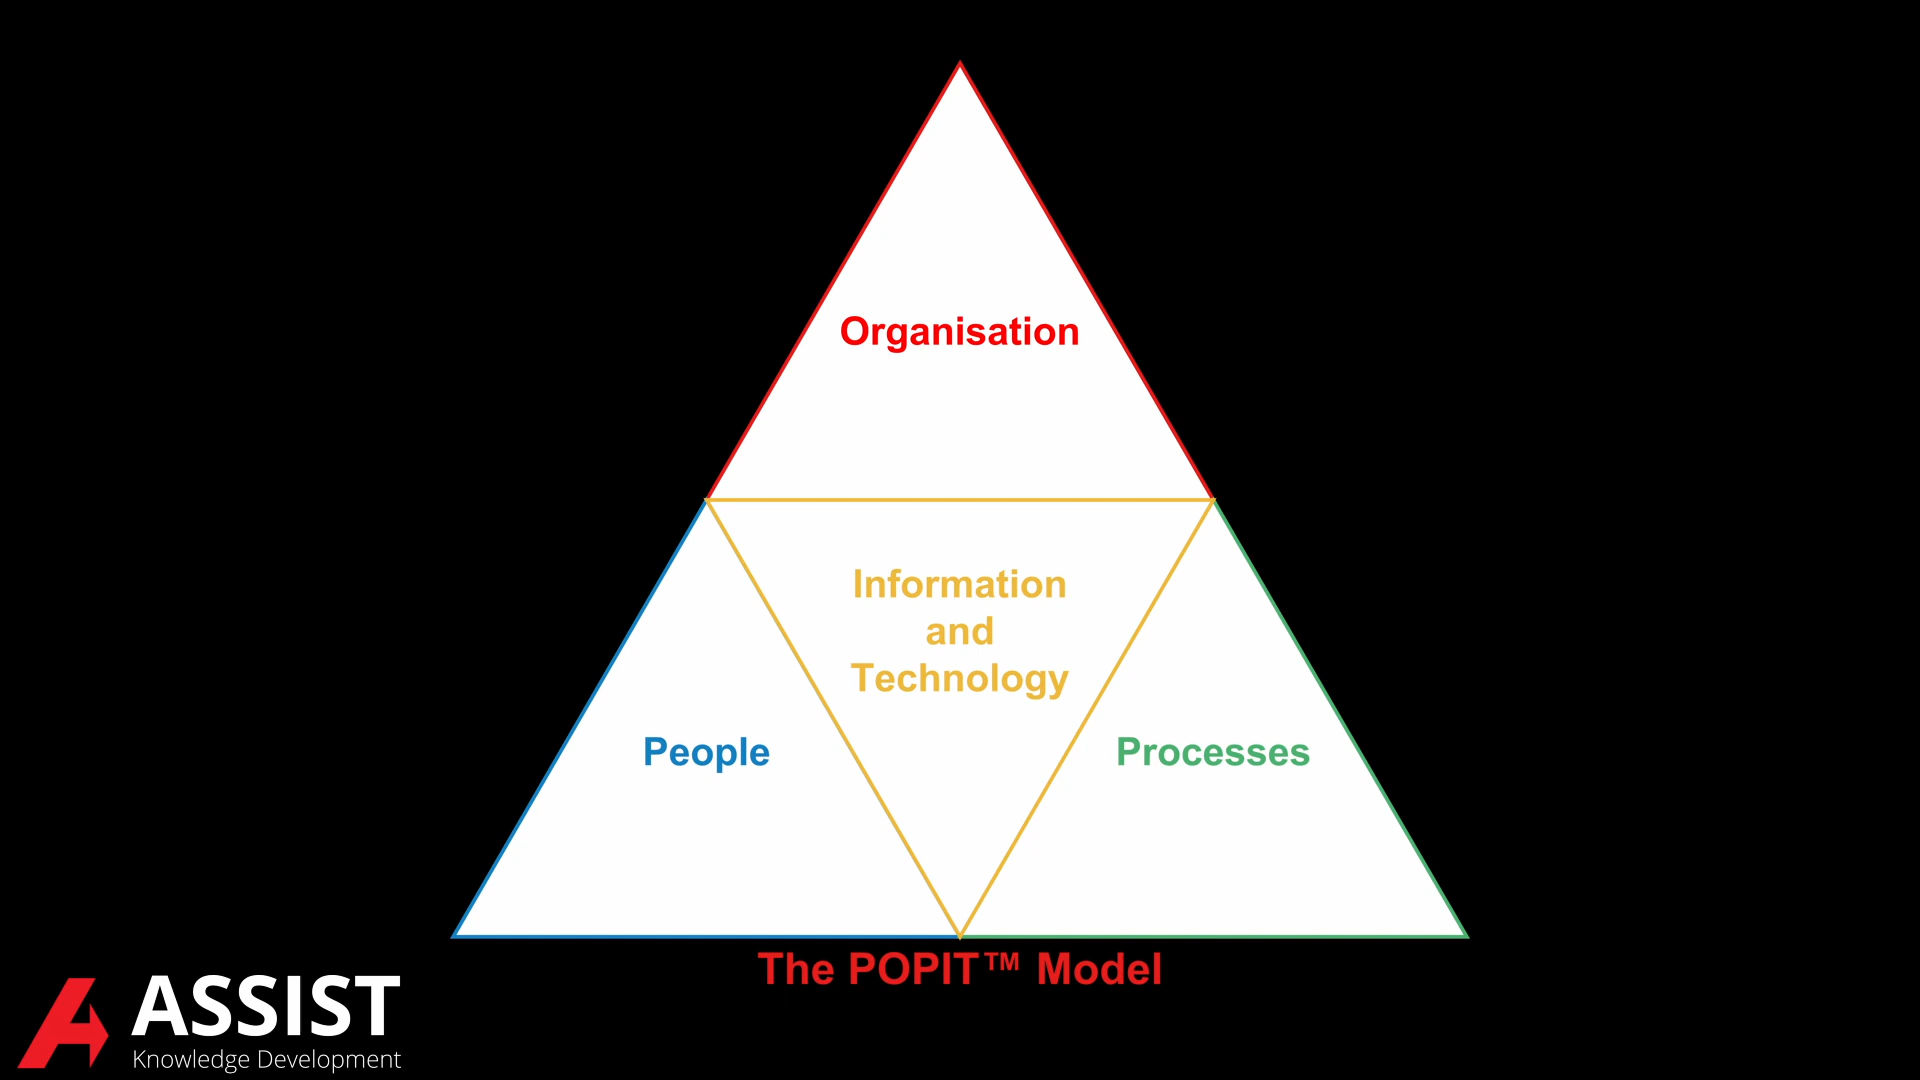 Organisation
Information
and
Technology
People
Processes
The POPIT™ Model
ASSIST
Knowledge Development